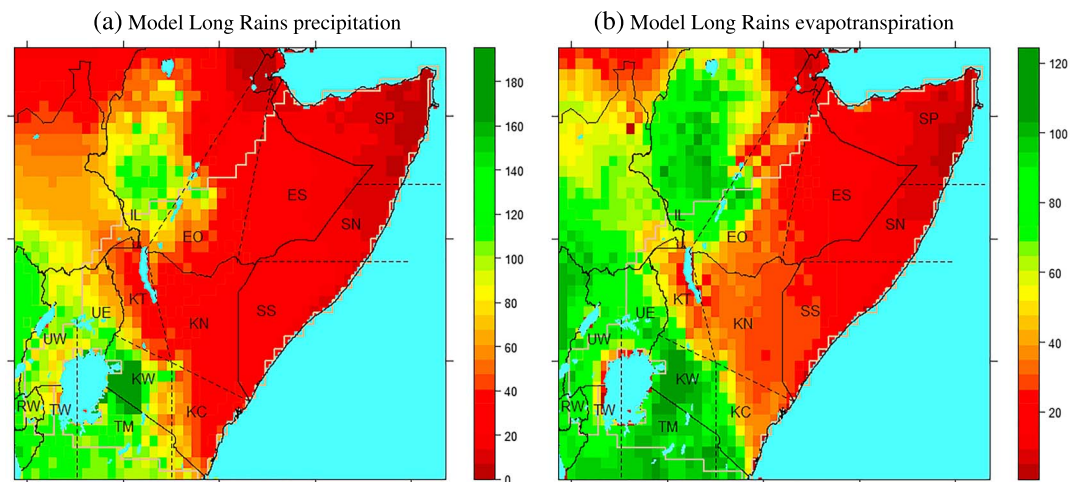 (a) Model Long Rains precipitation
SP
ES
SN
IL
EO
KT
KN
SS
UE
UW
KW
RW
TW
TM
KC
180
160
140
120
100
80
60
40
20
0
(b) Model Long Rains evapotranspiration
SP
ES
SN
IL
EO
KT
KN
SS
UE
UW
KW
RW
TW
TM
KC
120
100
80
60
40
20